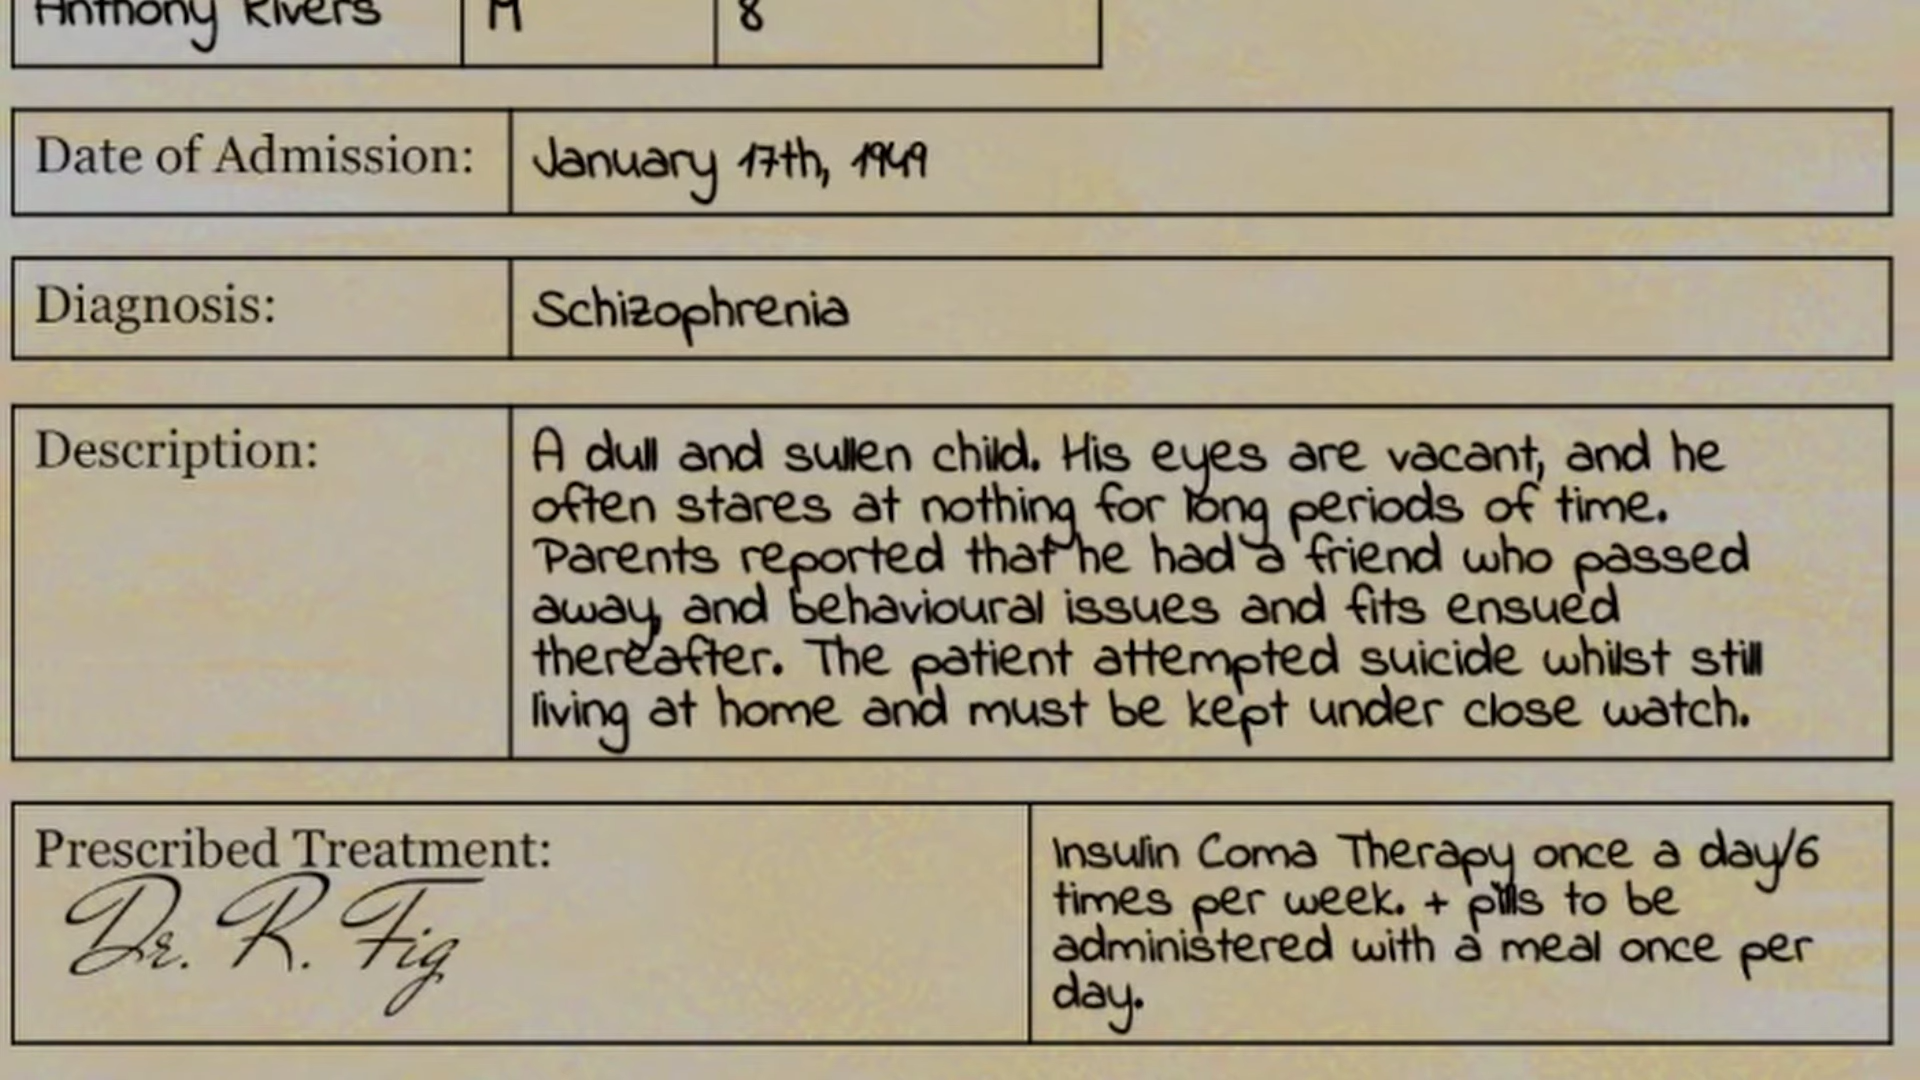 Anthony Rivers M 8
Date of Admission: January 17th, 1949
Diagnosis: Schizophrenia
Description: A dull and sullen child. His eyes are vacant, and he
often stares at nothing for long periods of time.
Parents reported that he had a friend who passed
away, and behavioural issues and fits ensued
thereafter. The patient attempted suicide whilst still
living at home and must be kept under close watch.
Prescribed Treatment:
Dr. R. Fig
Insulin Coma Therapy once a day/6
times per week. + pills to be
administered with a meal once per
day.